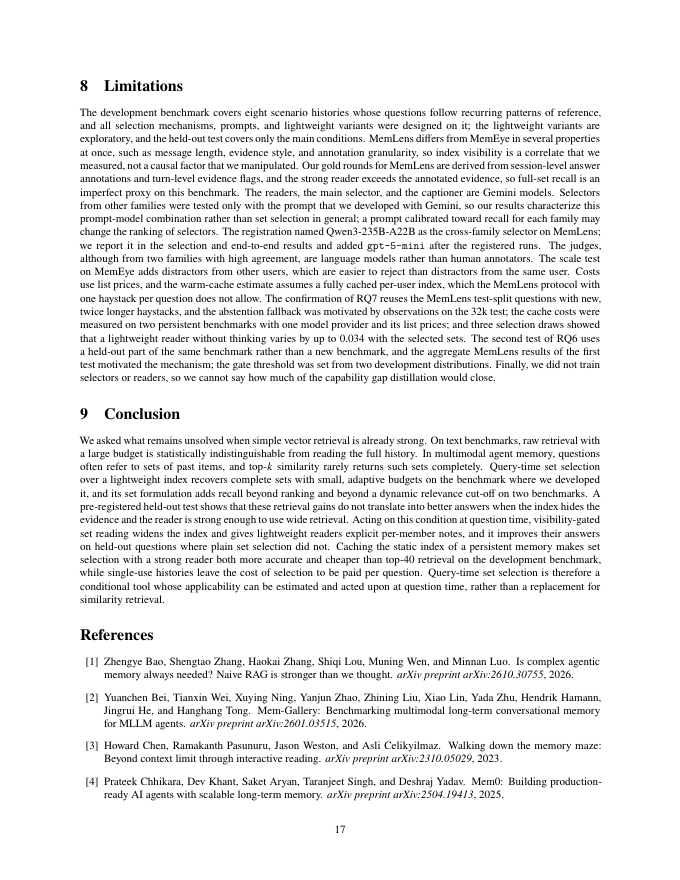 8 Limitations
The development benchmark covers eight scenario histories whose questions follow recurring patterns of reference,
and all selection mechanisms, prompts, and lightweight variants were designed on it; the lightweight variants are
exploratory, and the held-out test covers only the main conditions. MemLens differs from MemEye in several properties
at once, such as message length, evidence style, and annotation granularity, so index visibility is a correlate that we
measured, not a causal factor that we manipulated. Our gold rounds for MemLens are derived from session-level answer
annotations and turn-level evidence flags, and the strong reader exceeds the annotated evidence, so full-set recall is an
imperfect proxy on this benchmark. The readers, the main selector, and the captioner are Gemini models. Selectors
from other families were tested only with the prompt that we developed with Gemini, so our results characterize this
prompt-model combination rather than set selection in general; a prompt calibrated toward recall for each family may
change the ranking of selectors. The registration named Qwen3-235B-A22B as the cross-family selector on MemLens;
we report it in the selection and end-to-end results and added gpt-5-mini after the registered runs. The judges,
although from two families with high agreement, are language models rather than human annotators. The scale test
on MemEye adds distractors from other users, which are easier to reject than distractors from the same user. Costs
use list prices, and the warm-cache estimate assumes a fully cached per-user index, which the MemLens protocol with
one haystack per question does not allow. The confirmation of RQ7 reuses the MemLens test-split questions with new,
twice longer haystacks, and the abstention fallback was motivated by observations on the 32k test; the cache costs were
measured on two persistent benchmarks with one model provider and its list prices; and three selection draws showed
that a lightweight reader without thinking varies by up to 0.034 with the selected sets. The second test of RQ6 uses
a held-out part of the same benchmark rather than a new benchmark, and the aggregate MemLens results of the first
test motivated the mechanism; the gate threshold was set from two development distributions. Finally, we did not train
selectors or readers, so we cannot say how much of the capability gap distillation would close.
9 Conclusion
We asked what remains unsolved when simple vector retrieval is already strong. On text benchmarks, raw retrieval with
a large budget is statistically indistinguishable from reading the full history. In multimodal agent memory, questions
often refer to sets of past items, and top-k similarity rarely returns such sets completely. Query-time set selection
over a lightweight index recovers complete sets with small, adaptive budgets on the benchmark where we developed
it, and its set formulation adds recall beyond ranking and beyond a dynamic relevance cut-off on two benchmarks. A
pre-registered held-out test shows that these retrieval gains do not translate into better answers when the index hides the
evidence and the reader is strong enough to use wide retrieval. Acting on this condition at question time, visibility-gated
set reading widens the index and gives lightweight readers explicit per-member notes, and it improves their answers
on held-out questions where plain set selection did not. Caching the static index of a persistent memory makes set
selection with a strong reader both more accurate and cheaper than top-40 retrieval on the development benchmark,
while single-use histories leave the cost of selection to be paid per question. Query-time set selection is therefore a
conditional tool whose applicability can be estimated and acted upon at question time, rather than a replacement for
similarity retrieval.
References
[1] Zhengye Bao, Shengtao Zhang, Haokai Zhang, Shiqi Lou, Muning Wen, and Minnan Luo. Is complex agentic
memory always needed? Naive RAG is stronger than we thought. arXiv preprint arXiv:2610.30755, 2026.
[2] Yuanchen Bei, Tianxin Wei, Xuying Ning, Yanjun Zhao, Zhining Liu, Xiao Lin, Yada Zhu, Hendrik Hamann,
Jingrui He, and Hanghang Tong. Mem-Gallery: Benchmarking multimodal long-term conversational memory
for MLLM agents. arXiv preprint arXiv:2601.03515, 2026.
[3] Howard Chen, Ramakanth Pasunuru, Jason Weston, and Asli Celikyilmaz. Walking down the memory maze:
Beyond context limit through interactive reading. arXiv preprint arXiv:2310.05029, 2023.
[4] Prateek Chhikara, Dev Khant, Saket Aryan, Taranjeet Singh, and Deshraj Yadav. Mem0: Building production-
ready AI agents with scalable long-term memory. arXiv preprint arXiv:2504.19413, 2025.
17